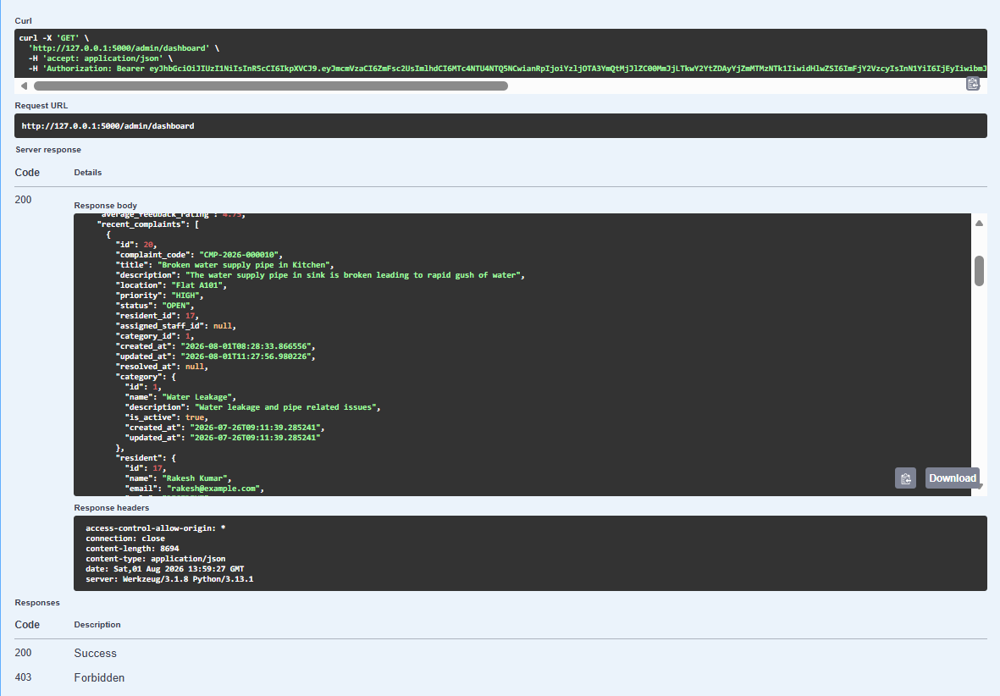 Curl
curl -X 'GET' \
'http://127.0.0.1:5000/admin/dashboard' \
-H 'accept: application/json' \
-H 'Authorization: Bearer
Request URL
http://127.0.0.1:5000/admin/dashboard
Server response
Code Details
200
Response body
"average_feedback_rating": 4.75,
"recent_complaints": [
{
"id": 20,
"complaint_code": "CMP-2026-000010",
"title": "Broken water supply pipe in Kitchen",
"description": "The water supply pipe in sink is broken leading to rapid gush of water",
"location": "Flat A101",
"priority": "HIGH",
"status": "OPEN",
"resident_id": 17,
"assigned_staff_id": null,
"category_id": 1,
"created_at": "2026-08-01T08:28:33.866556",
"updated_at": "2026-08-01T11:27:56.980226",
"resolved_at": null,
"category": {
"id": 1,
"name": "Water Leakage",
"description": "Water leakage and pipe related issues",
"is_active": true,
"created_at": "2026-07-26T09:11:39.285241",
"updated_at": "2026-07-26T09:11:39.285241"
},
"resident": {
"id": 17,
"name": "Rakesh Kumar",
"email": "rakesh@example.com",
Download
Response headers
access-control-allow-origin: *
connection: close
content-length: 8694
content-type: application/json
date: Sat,01 Aug 2026 13:59:27 GMT
server: Werkzeug/3.1.8 Python/3.13.1
Responses
Code Description
200 Success
403 Forbidden